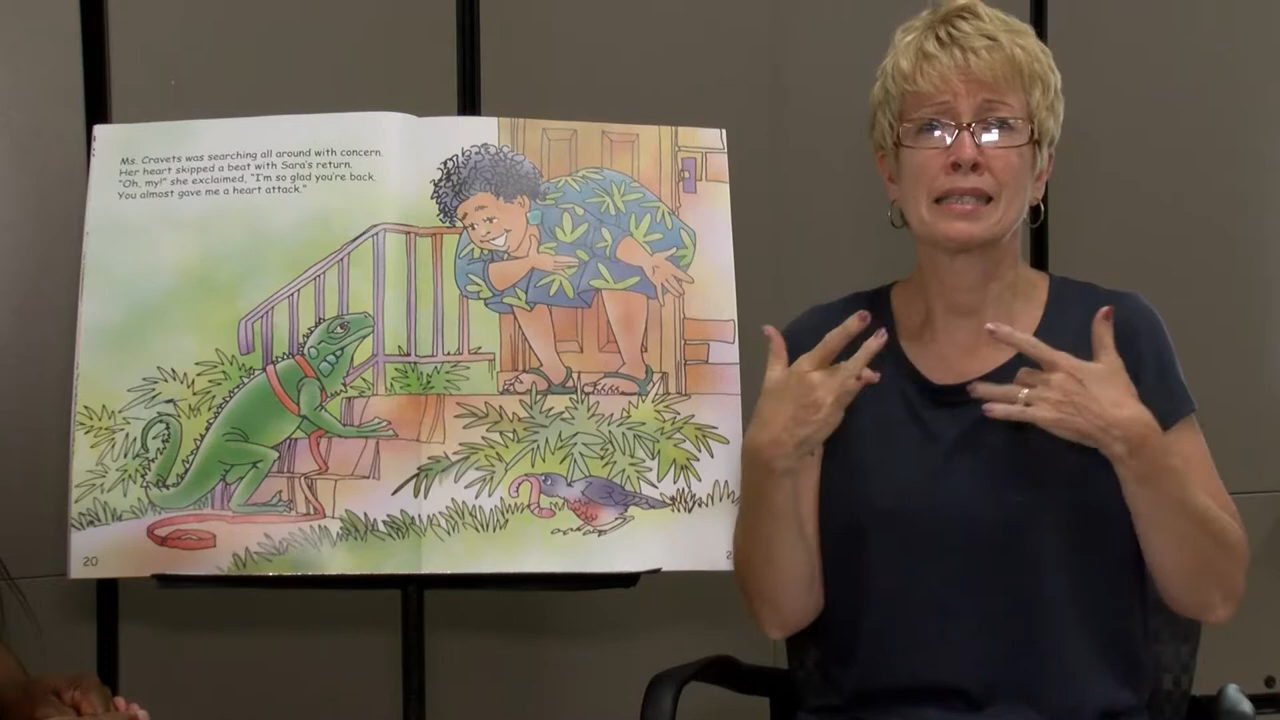 Ms. Cravets was searching all around with concern.
Her heart skipped a beat with Sara's return.
"Oh, my!" she exclaimed, "I'm so glad you're back.
You almost gave me a heart attack."
20
2